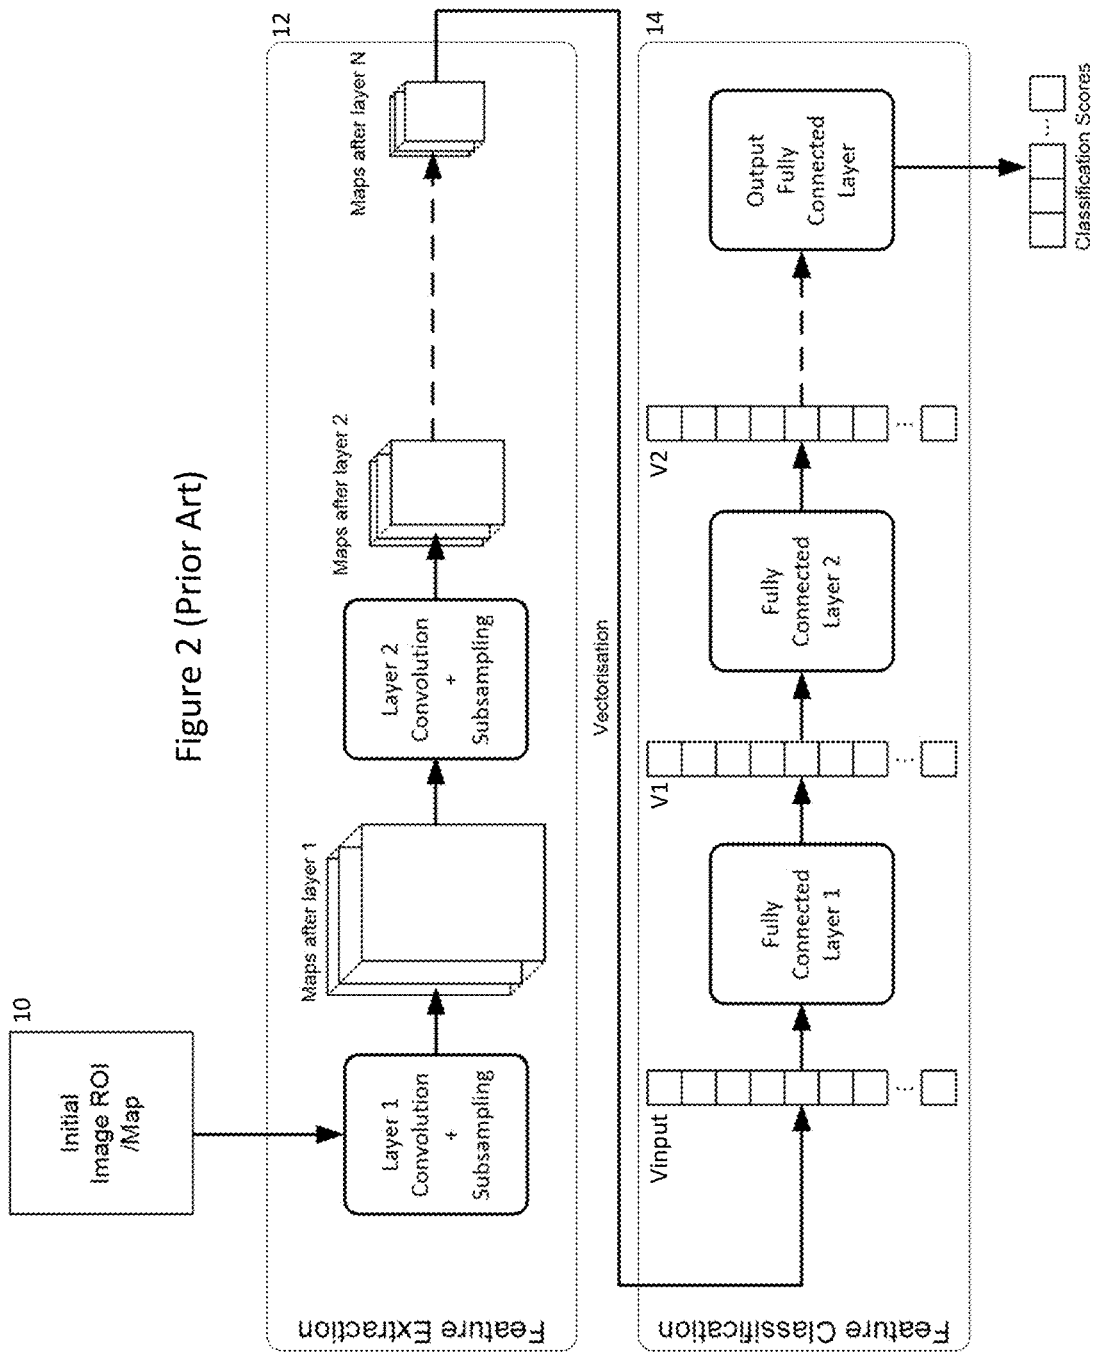 Figure 2 (Prior Art)
10
Initial
Image ROI
/Map
12
Feature Extraction
Layer 1
Convolution
+
Subsampling
Maps after layer 1
Layer 2
Convolution
+
Subsampling
Maps after layer 2
Maps after layer N
Vectorisation
14
Feature Classification
Vinput
Fully
Connected
Layer 1
V1
Fully
Connected
Layer 2
V2
Output
Fully
Connected
Layer
...
...
...
...
Classification Scores